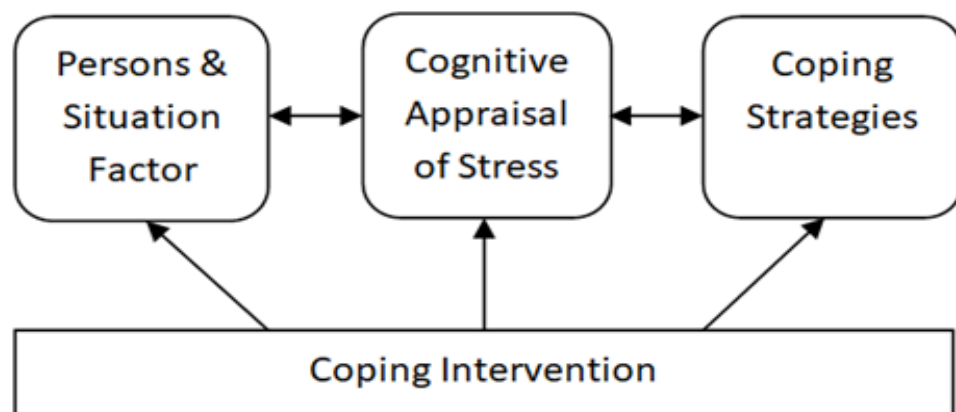 Persons &
Situation
Factor
Cognitive
Appraisal
of Stress
Coping
Strategies
Coping Intervention